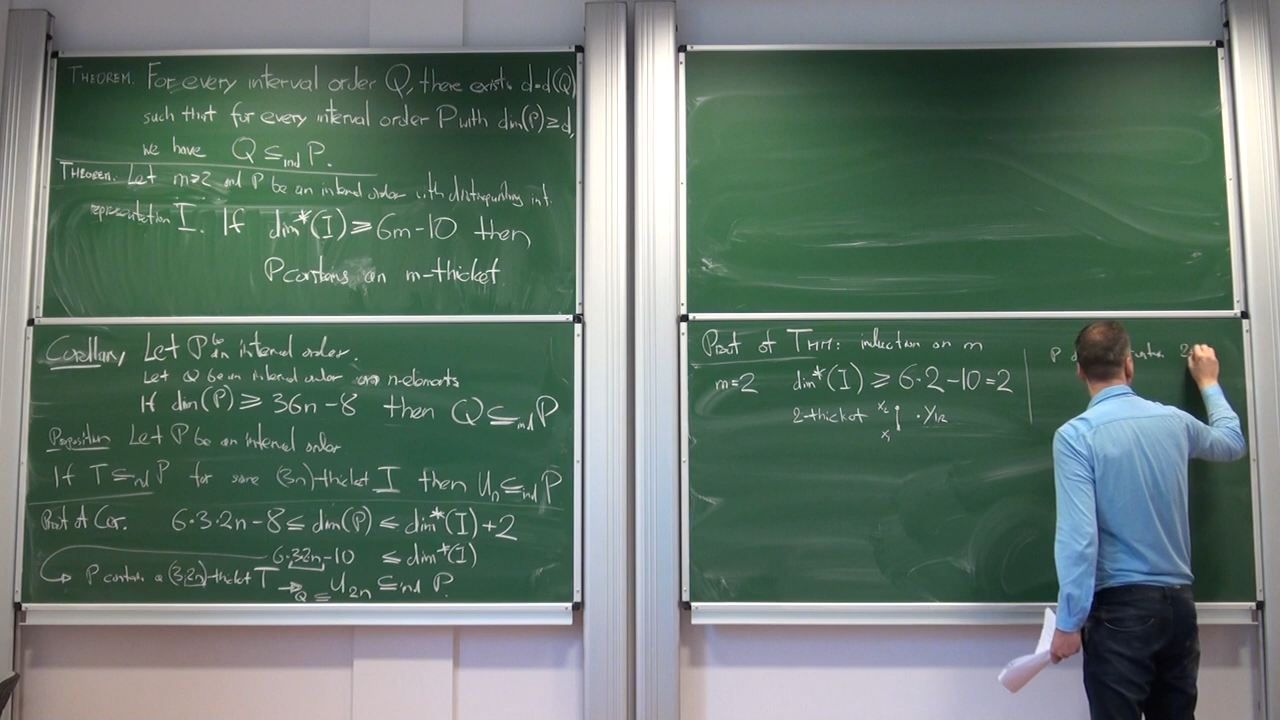 THEOREM. For every interval order Q, there exists d=d(Q)
such that for every interval order P with dim(P) ≥ d,
we have Q ⊆ind P.
THEOREM. Let m≥2 and P be an interval order with distinguishing int.
representation I. If dim*(I) ≥ 6m-10 then
P contains an m-thicket
Corollary Let P be an interval order.
Let Q be an interval order on n-elements
If dim(P) ≥ 36n-8 then Q ⊆ind P
Proposition Let P be an interval order
If T ⊆ind P for some (3n)-thicket I then Un ⊆ind P
Proof of Cor. 6·3·2n-8 ≤ dim(P) ≤ dim*(I)+2
6·3·2n-10 ≤ dim*(I)
↳ P contains a (3·2n)-thicket T → Q ⊆ U2n ⊆ind P.
Proof of THM: induction on m
m=2 dim*(I) ≥ 6·2-10=2
2-thicket x2 x1 · y12
P